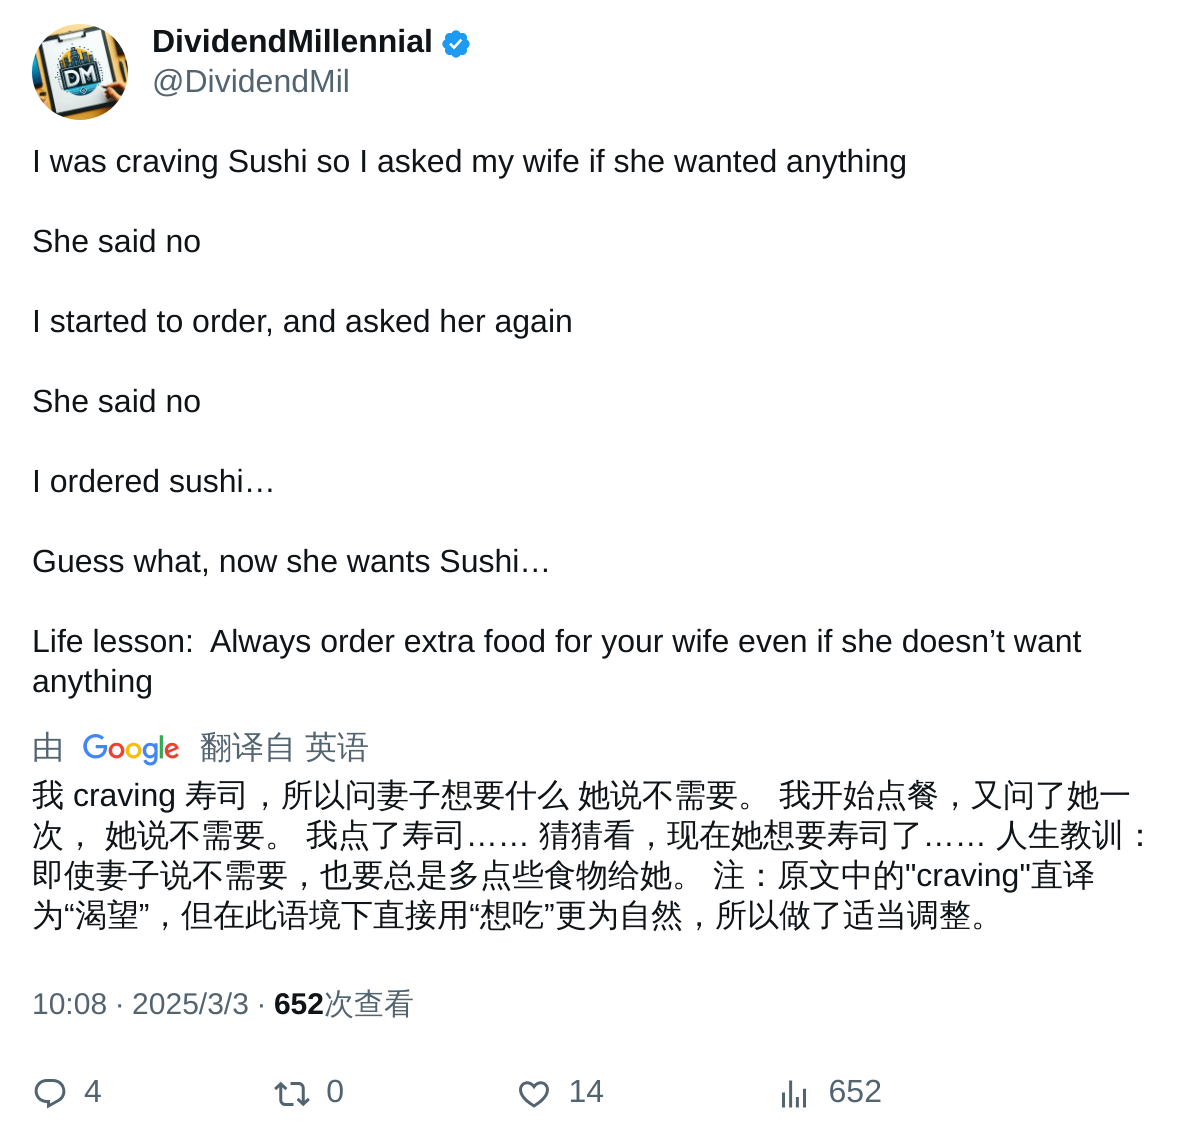 DividendMillennial
@DividendMil
DM
I was craving Sushi so I asked my wife if she wanted anything
She said no
I started to order, and asked her again
She said no
I ordered sushi…
Guess what, now she wants Sushi…
Life lesson:  Always order extra food for your wife even if she doesn’t want
anything
由 Google 翻译自 英语
我 craving 寿司，所以问妻子想要什么 她说不需要。 我开始点餐，又问了她一
次， 她说不需要。 我点了寿司…… 猜猜看，现在她想要寿司了…… 人生教训：
即使妻子说不需要，也要总是多点些食物给她。 注：原文中的"craving"直译
为“渴望”，但在此语境下直接用“想吃”更为自然，所以做了适当调整。
10:08 · 2025/3/3 · 652次查看
4 0 14 652